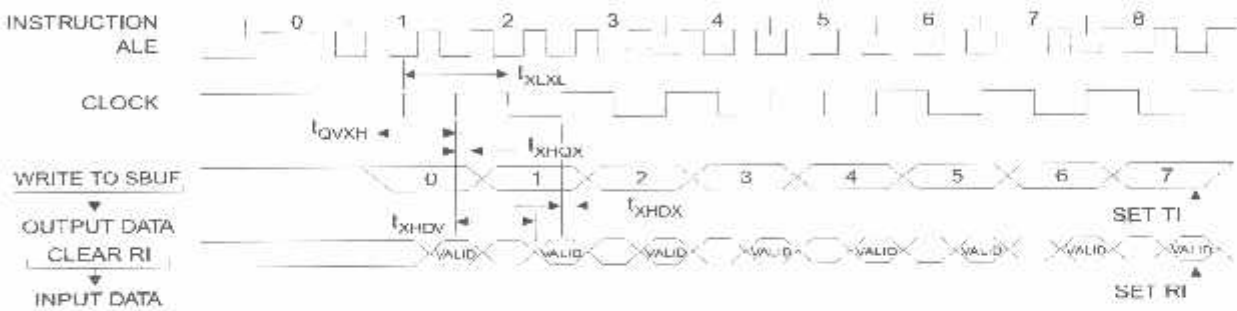 INSTRUCTION 0 1 2 3 4 5 6 7 8
ALE
tXLXL
CLOCK
tQVXH
tXHQX
WRITE TO SBUF 0 1 2 3 4 5 6 7
tXHDX
SET TI
OUTPUT DATA
tXHDV
CLEAR RI VALID VALID VALID VALID VALID VALID VALID VALID
SET RI
INPUT DATA